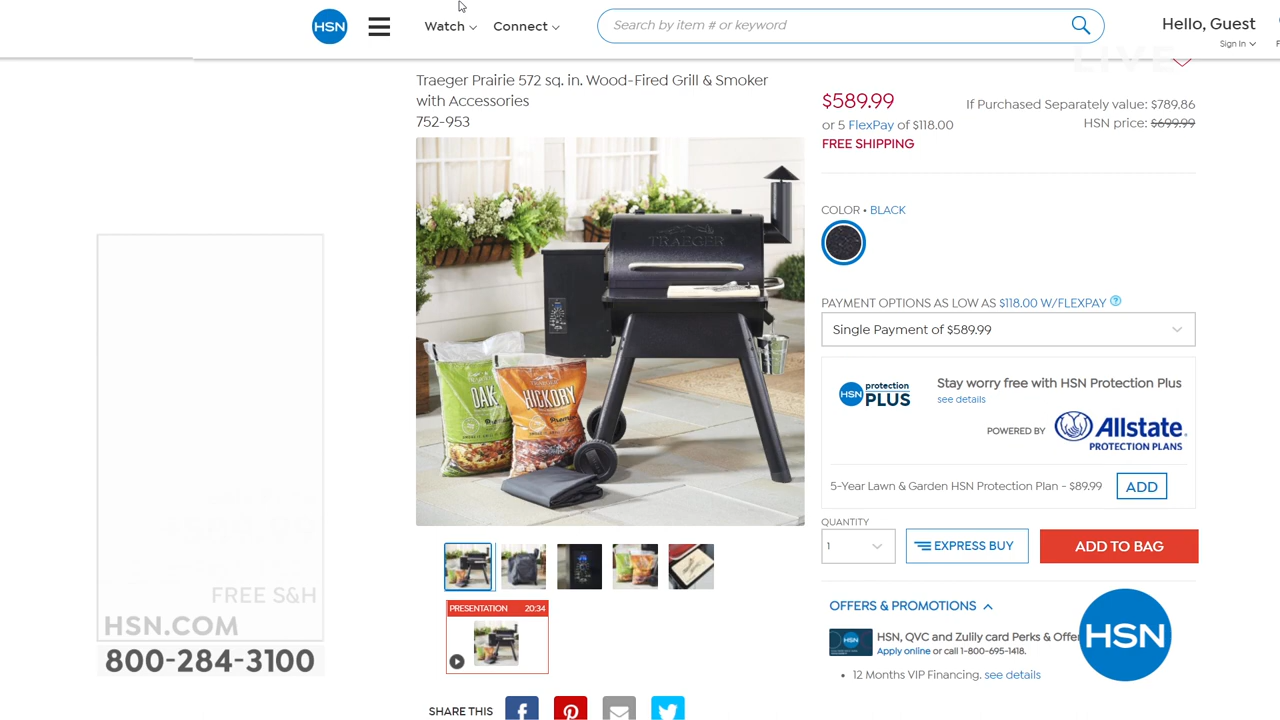 HSN
Watch
Connect
Search by item # or keyword
Hello, Guest
Sign In
LIVE
Traeger Prairie 572 sq. in. Wood-Fired Grill & Smoker
with Accessories
752-953
$589.99
If Purchased Separately value: $789.86
or 5 FlexPay of $118.00
HSN price: $699.99
FREE SHIPPING
COLOR • BLACK
TRAEGER
OAK
HICKORY
PAYMENT OPTIONS AS LOW AS $118.00 W/FLEXPAY
Single Payment of $589.99
HSN protection PLUS
Stay worry free with HSN Protection Plus
see details
POWERED BY
Allstate
PROTECTION PLANS
5-Year Lawn & Garden HSN Protection Plan - $89.99
ADD
QUANTITY
1
EXPRESS BUY
ADD TO BAG
PRESENTATION 20:34
OFFERS & PROMOTIONS
HSN
HSN, QVC and Zulily card Perks & Offe
Apply online or call 1-800-695-1418.
• 12 Months VIP Financing. see details
HSN
FREE S&H
HSN.COM
800-284-3100
SHARE THIS